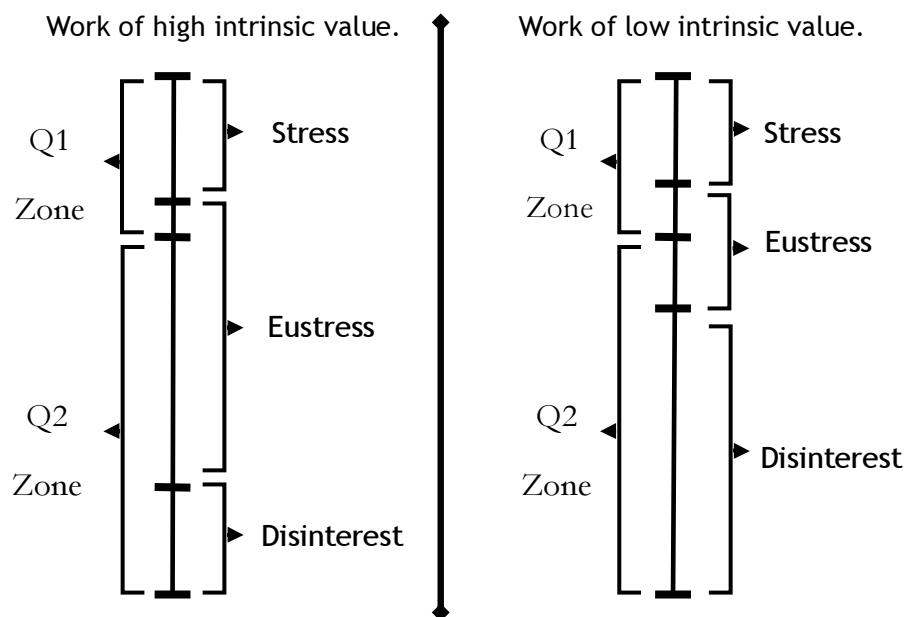 Work of high intrinsic value.
Q1
Zone
Stress
Eustress
Q2
Zone
Disinterest
Work of low intrinsic value.
Q1
Zone
Stress
Eustress
Q2
Zone
Disinterest